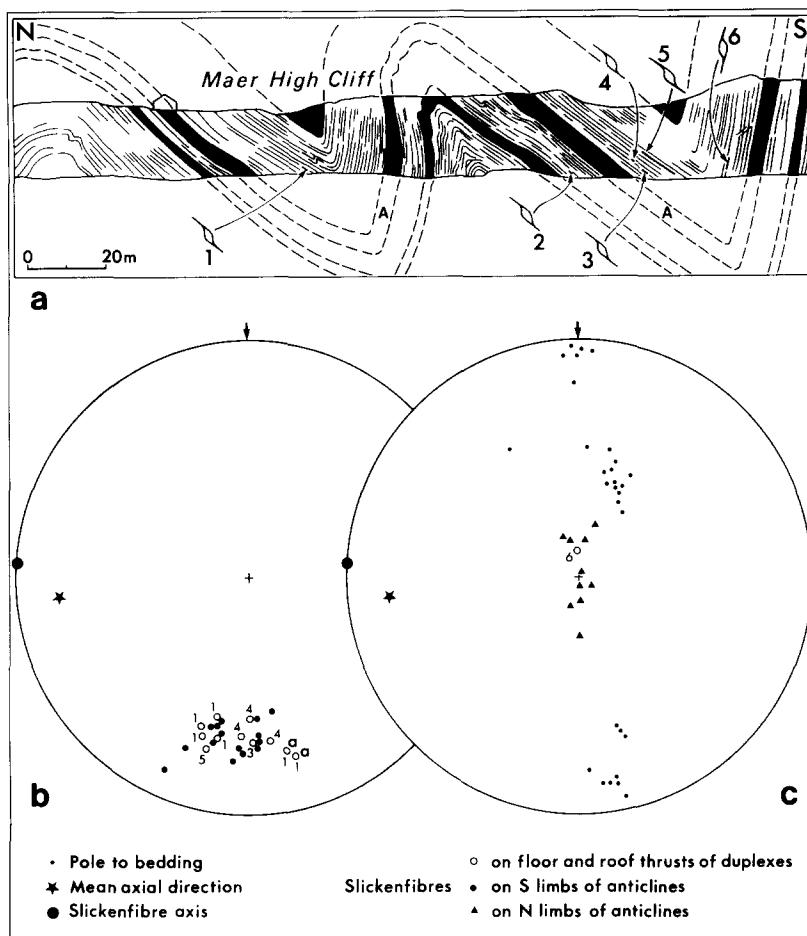 N
S
Maer High Cliff
4
5
6
A
A
1
2
3
0 20m
a
1
1
4
1
1
4
4
5
3
a
a
1
1
b
6
c
Pole to bedding
Mean axial direction
Slickenfibre axis
Slickenfibres
on floor and roof thrusts of duplexes
on S limbs of anticlines
on N limbs of anticlines